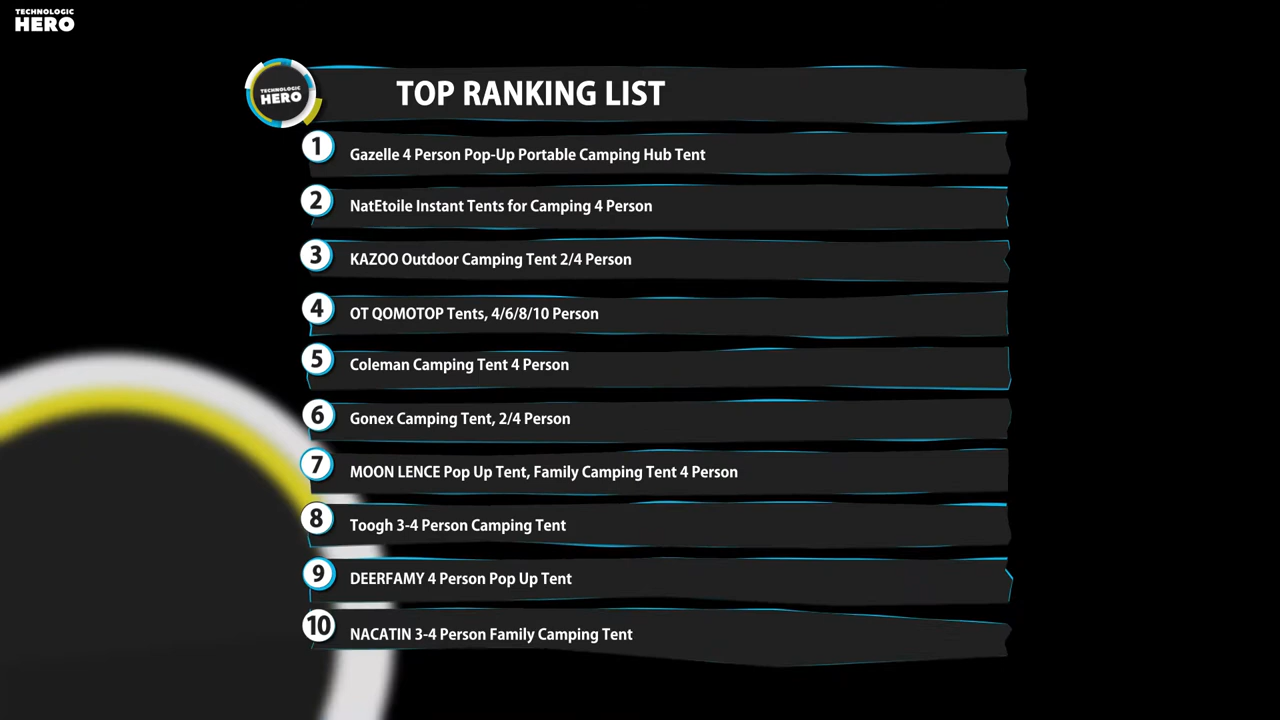 TECHNOLOGIC
HERO
TECHNOLOGIC
HERO
TOP RANKING LIST
1
Gazelle 4 Person Pop-Up Portable Camping Hub Tent
2
NatEtoile Instant Tents for Camping 4 Person
3
KAZOO Outdoor Camping Tent 2/4 Person
4
OT QOMOTOP Tents, 4/6/8/10 Person
5
Coleman Camping Tent 4 Person
6
Gonex Camping Tent, 2/4 Person
7
MOON LENCE Pop Up Tent, Family Camping Tent 4 Person
8
Toogh 3-4 Person Camping Tent
9
DEERFAMY 4 Person Pop Up Tent
10
NACATIN 3-4 Person Family Camping Tent